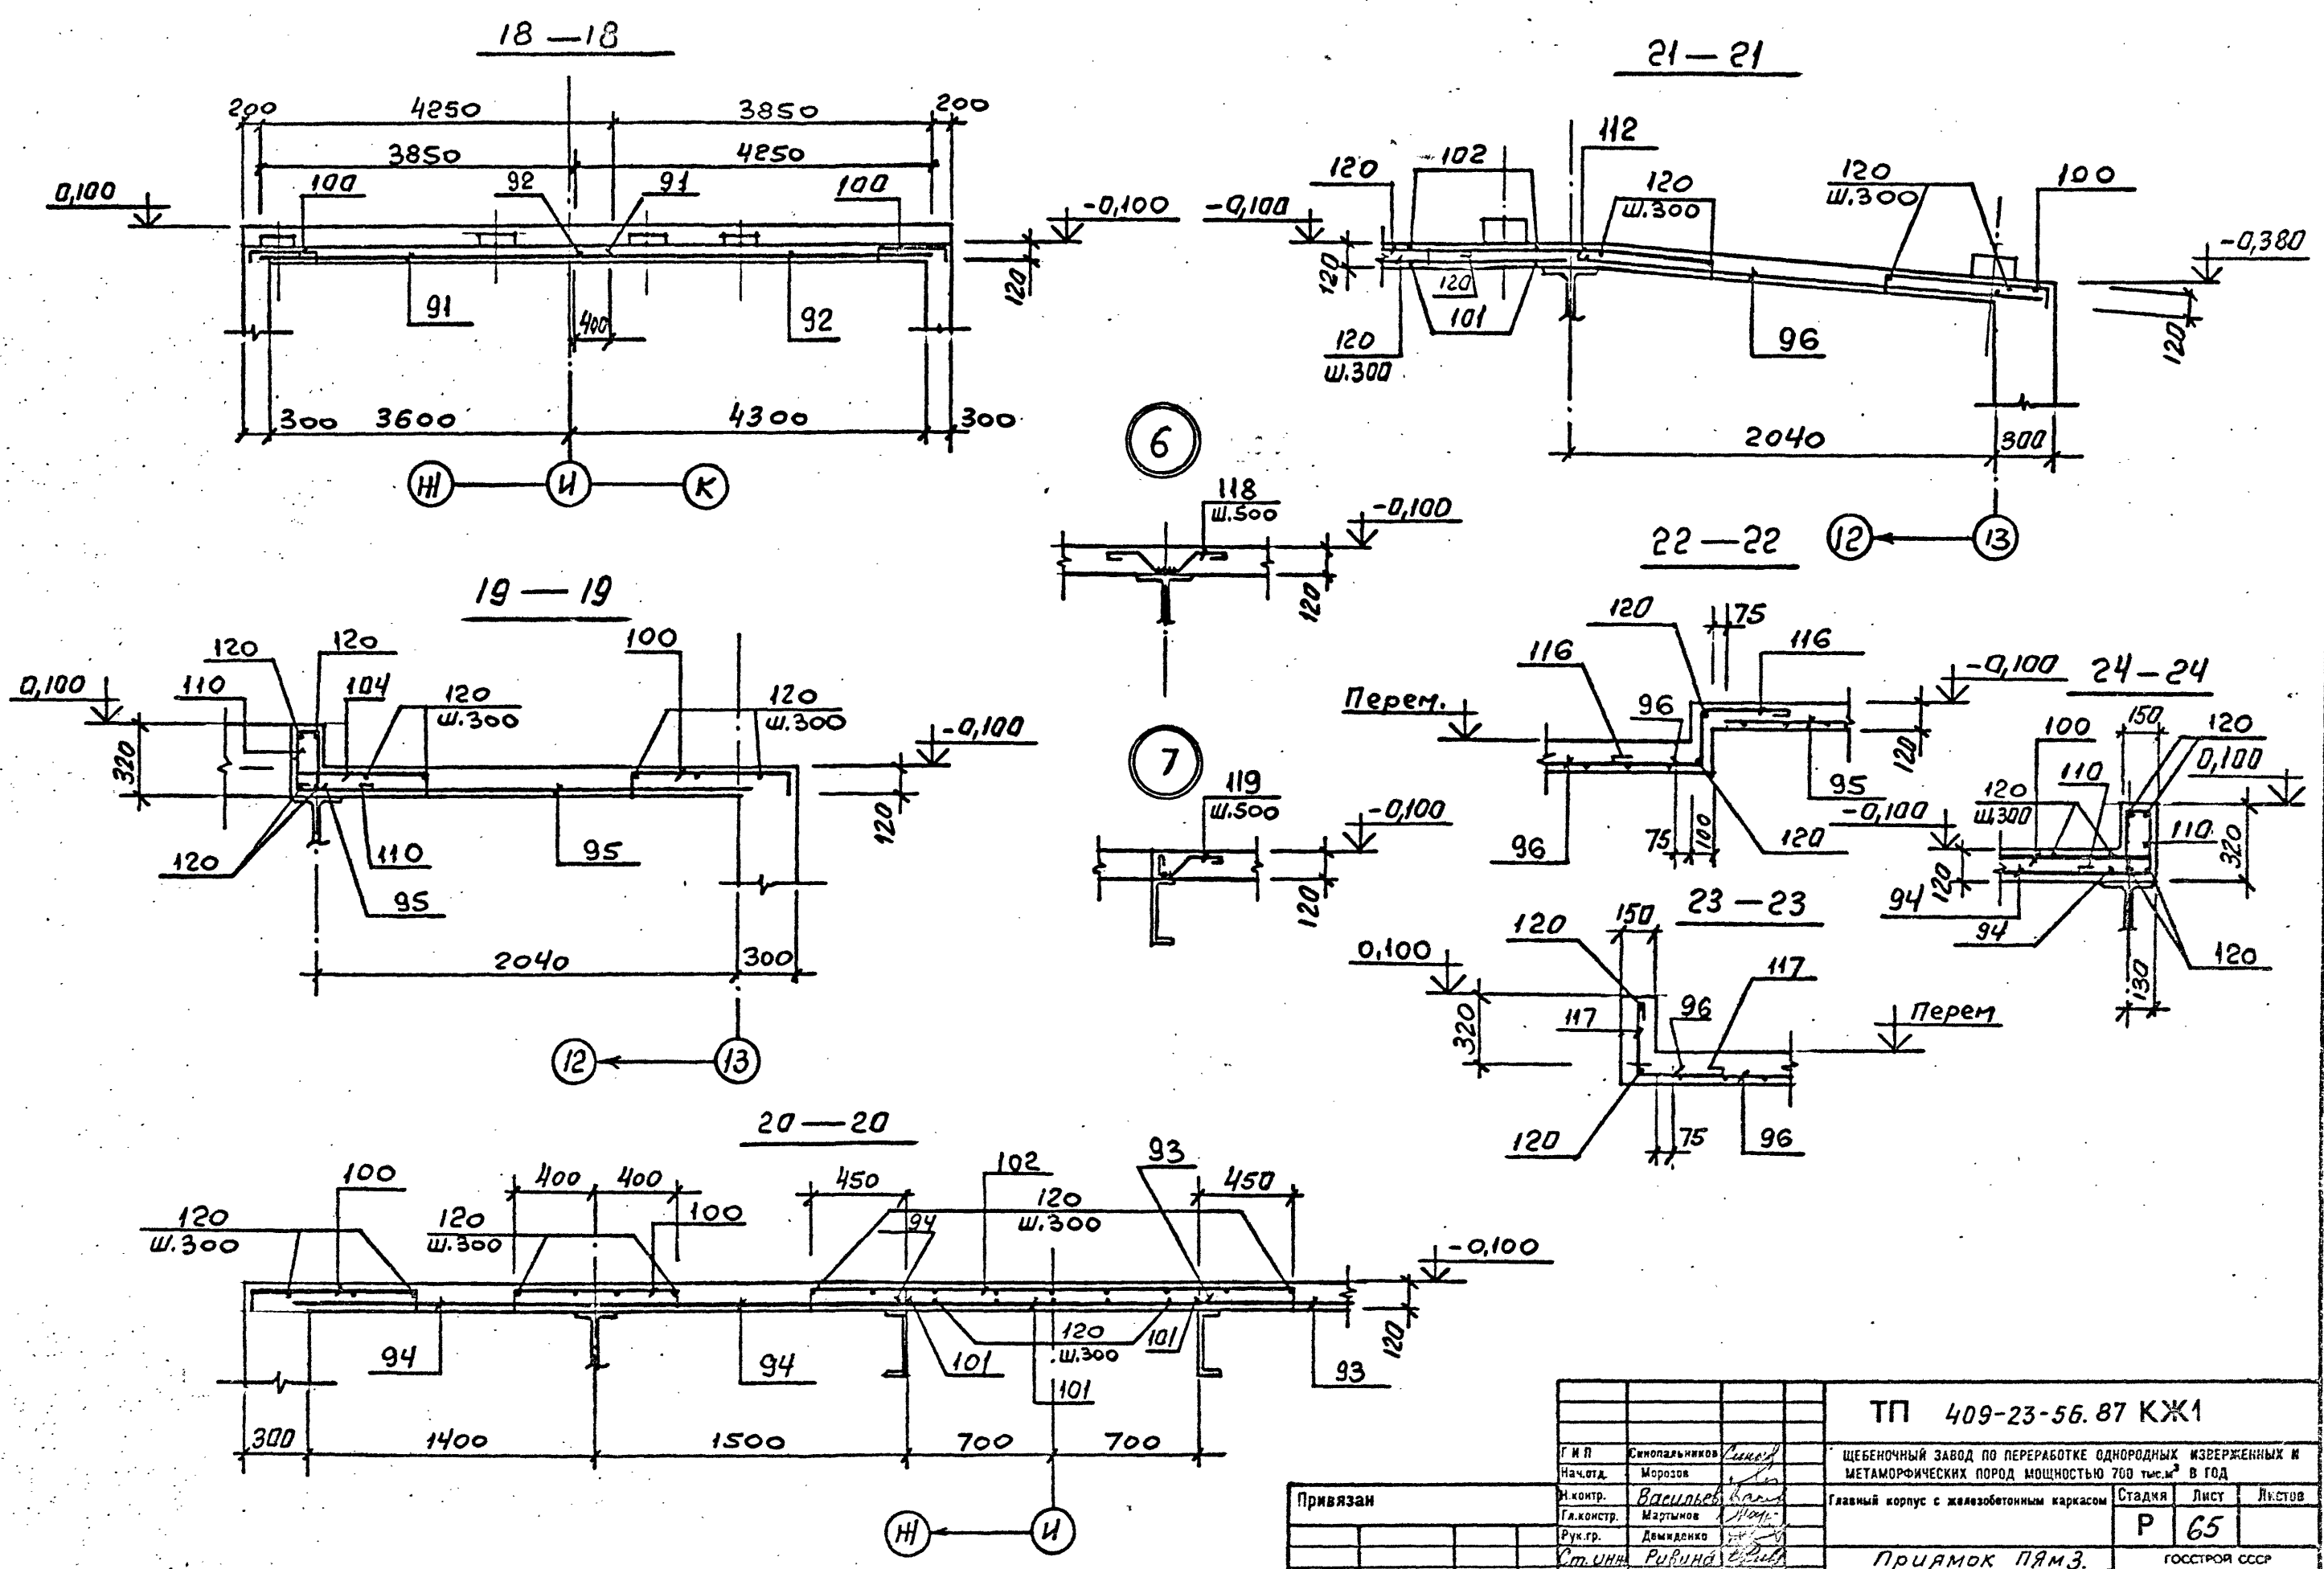 18—18
200 4250 3850 200
3850 4250
0,100 100 92 91 100 -0,100
120
91 400 92
300 3600 4300 300
Ж И К
21—21
112
120 102 120 ш.300 120 ш.300 100
-0,100 -0,380
120 120 101 96 120
120 ш.300
2040 300
12 13
6
118
ш.500
-0,100
120
7
119
ш.500
-0,100
120
19—19
120 120 100
0,100 110 104 120 ш.300 120 ш.300
-0,100
320 120
120 110 95
95
2040 300
12 13
22—22
120 75
116 116
Перем. 96 -0,100
120
95
75 100
96 120
24—24
150
100 120
0,100
120 ш.300 110
-0,100
110
120 320
94
94 120
130
23—23
150
120
0,100
117
117 96
320 Перем
75
120 96
20—20
100 400 400 450 102 93 450
120 ш.300 120 ш.300 100 94 120 ш.300
-0,100
120
94 94 101 120 ш.300 101 93
101
300 1400 1500 700 700
Ж И
ТП 409-23-56.87 КЖ1
ЩЕБЕНОЧНЫЙ ЗАВОД ПО ПЕРЕРАБОТКЕ ОДНОРОДНЫХ ИЗВЕРЖЕННЫХ И
МЕТАМОРФИЧЕСКИХ ПОРОД МОЩНОСТЬЮ 700 тыс.м³ В ГОД
Привязан
ГИП Синопальников
Нач.отд. Морозов
Н.контр. Васильев
Гл.констр. Мартынов
Рук.гр. Демиденко
Ст. инж Ривина
Главный корпус с железобетонным каркасом
Стадия Лист Листов
Р 65
Приямок ПЯм3.
ГОССТРОЙ СССР